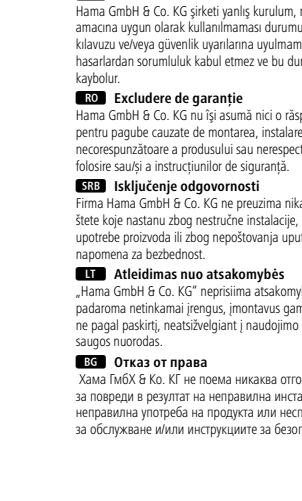 Hama GmbH & Co. KG şirketi yanlış kurulum,
amacına uygun olarak kullanılmaması durumu
kılavuzu ve/veya güvenlik uyarılarına uyulmam
hasarlardan sorumluluk kabul etmez ve bu dur
kaybolur.
RO Excludere de garanție
Hama GmbH & Co. KG nu își asumă nici o răsp
pentru pagube cauzate de montarea, instalare
necorespunzătoare a produsului sau nerespect
folosire sau/și a instrucțiunilor de siguranță.
SRB Isključenje odgovornosti
Firma Hama GmbH & Co. KG ne preuzima nika
štete koje nastanu zbog nestručne instalacije,
upotrebe proizvoda ili zbog nepoštovanja uput
napomena za bezbednost.
LT Atleidimas nuo atsakomybės
„Hama GmbH & Co. KG“ neprisiima atsakomyb
padaroma netinkamai įrengus, įmontavus gam
ne pagal paskirtį, neatsižvelgiant į naudojimo
saugos nuorodas.
BG Отказ от права
Хама ГмбХ & Ко. КГ не поема никаква отго
за повреди в резултат на неправилна инста
неправилна употреба на продукта или несп
за обслужване и/или инструкциите за безоп